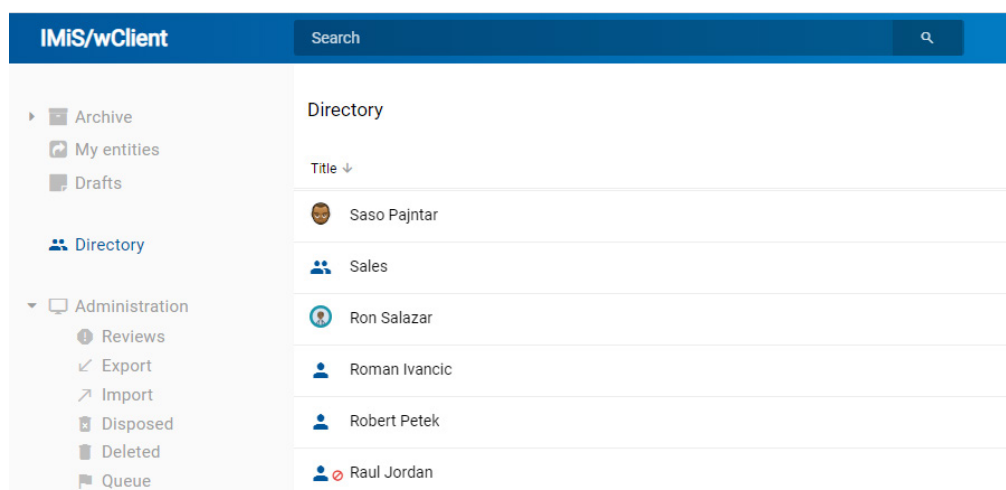 IMiS/wClient
Search
Archive
My entities
Drafts
Directory
Administration
Reviews
Export
Import
Disposed
Deleted
Queue
Directory
Title
Saso Pajntar
Sales
Ron Salazar
Roman Ivancic
Robert Petek
Raul Jordan